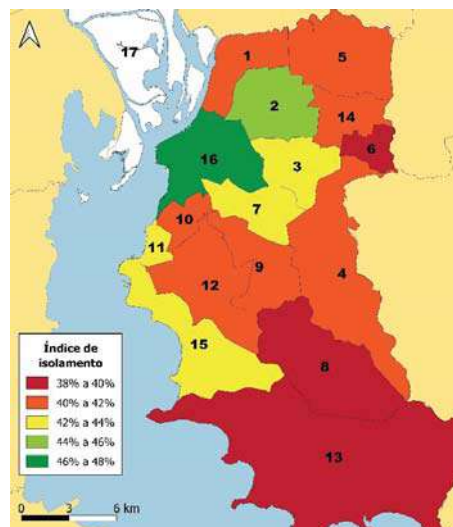 17
1
5
2
14
6
16
3
7
10
11
9
4
12
15
8
13
Índice de
isolamento
38% a 40%
40% a 42%
42% a 44%
44% a 46%
46% a 48%
0 3 6 km